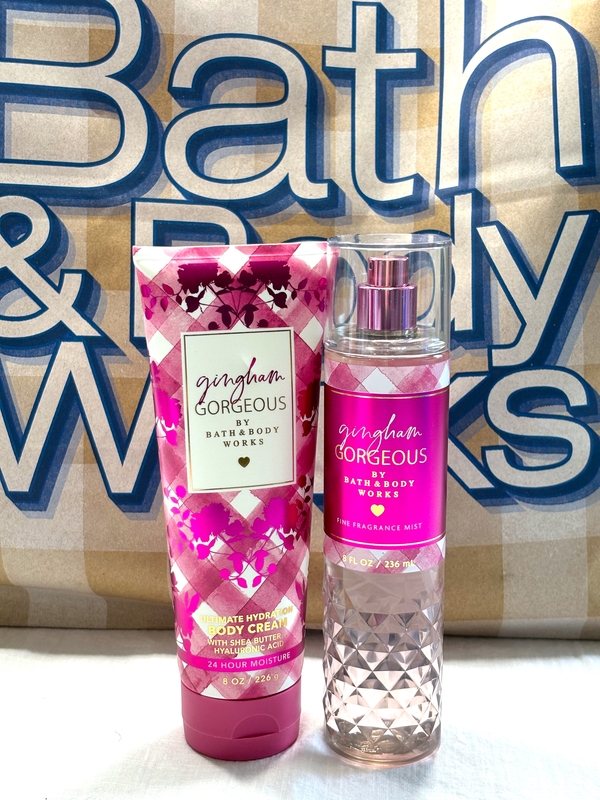 Bath
& Body
Works
gingham
GORGEOUS
BY
BATH & BODY
WORKS
ULTIMATE HYDRATION
BODY CREAM
WITH SHEA BUTTER
HYALURONIC ACID
24 HOUR MOISTURE
8 OZ / 226 g
gingham
GORGEOUS
BY
BATH & BODY
WORKS
FINE FRAGRANCE MIST
8 FL OZ / 236 mL